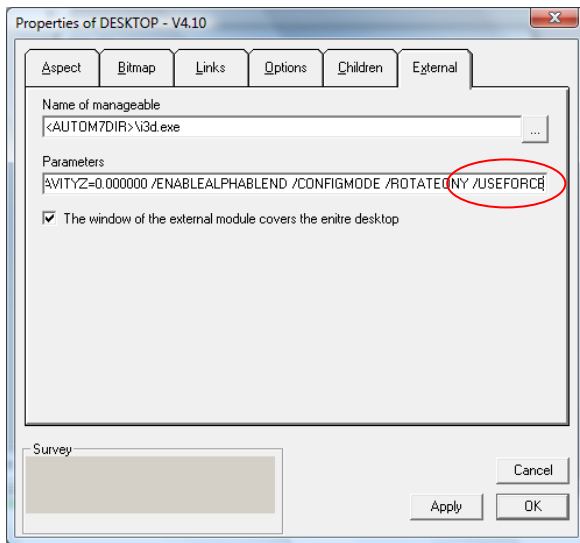 Properties of DESKTOP - V4.10
Aspect Bitmap Links Options Children External
Name of manageable
<AUTOM7DIR>\i3d.exe
...
Parameters
AVITYZ=0.000000 /ENABLEALPHABLEND /CONFIGMODE /ROTATEONY /USEFORCE
The window of the external module covers the enitre desktop
Survey
Cancel
Apply OK